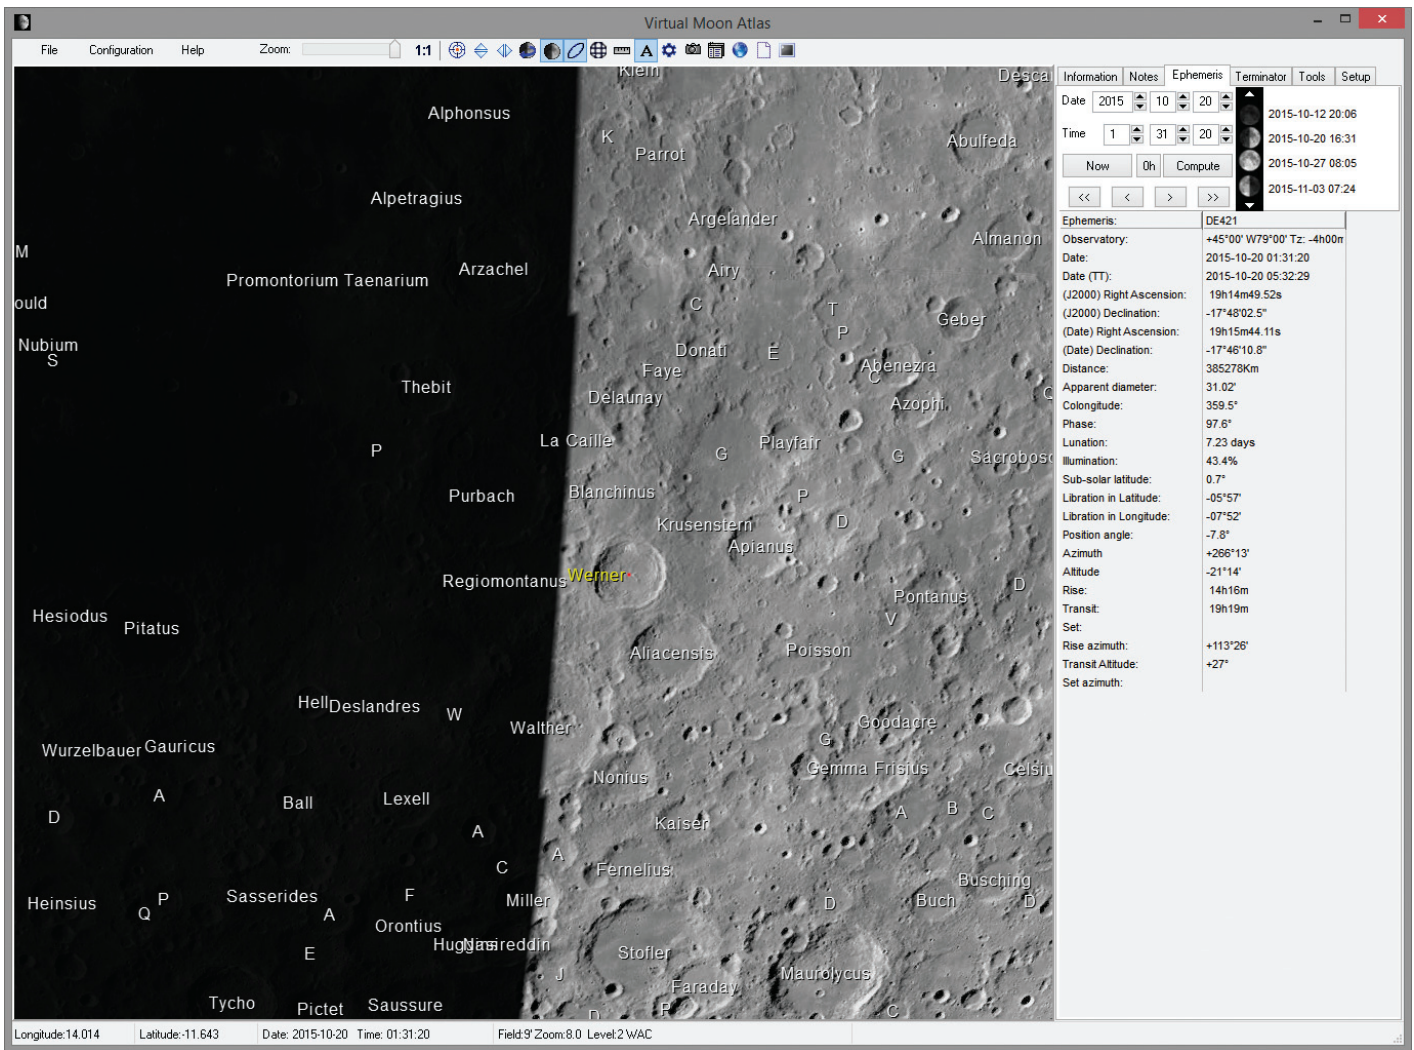 Virtual Moon Atlas
File Configuration Help Zoom: 1:1 A
Information Notes Ephemeris Terminator Tools Setup
Date 2015 10 20
Time 1 31 20
Now 0h Compute
<< < > >>
2015-10-12 20:06
2015-10-20 16:31
2015-10-27 08:05
2015-11-03 07:24
Ephemeris: DE421
Observatory: +45°00' W79°00' Tz: -4h00m
Date: 2015-10-20 01:31:20
Date (TT): 2015-10-20 05:32:29
(J2000) Right Ascension: 19h14m49.52s
(J2000) Declination: -17°48'02.5"
(Date) Right Ascension: 19h15m44.11s
(Date) Declination: -17°46'10.8"
Distance: 385278Km
Apparent diameter: 31.02'
Colongitude: 359.5°
Phase: 97.6°
Lunation: 7.23 days
Illumination: 43.4%
Sub-solar latitude: 0.7°
Libration in Latitude: -05°57'
Libration in Longitude: -07°52'
Position angle: -7.8°
Azimuth +266°13'
Altitude -21°14'
Rise: 14h16m
Transit: 19h19m
Set:
Rise azimuth: +113°26'
Transit Altitude: +27°
Set azimuth:
Klein Desca
Alphonsus
K Abulfeda
Parrot
Alpetragius
Argelander
Almanon
M
Arzachel Airy
Promontorium Taenarium
ould C T
Geber
P
Nubium
S Donati E
Faye Abenezra
C
Thebit Delaunay Azophi
La Caille Playfair
P G G Sacrobosc
Purbach Blanchinus P
Krusenstern D
Apianus
Regiomontanus Werner
D
Pontanus
Hesiodus
Pitatus V
Aliacensis Poisson
Hell Deslandres W
Walther Goodacre
G
Wurzelbauer Gauricus
Gemma Frisius Celsiu
Nonius
A Ball Lexell
D A B C
A Kaiser
A
C Fernelius
Busching
Heinsius P Sasserides F Miller D Buch D
Q A
Orontius
Huggins Nasireddin
E Stofler
J Maurolycus
Faraday
Tycho Pictet Saussure
D R C
Longitude:14.014 Latitude:-11.643 Date: 2015-10-20 Time: 01:31:20 Field:9' Zoom:8.0 Level:2 WAC